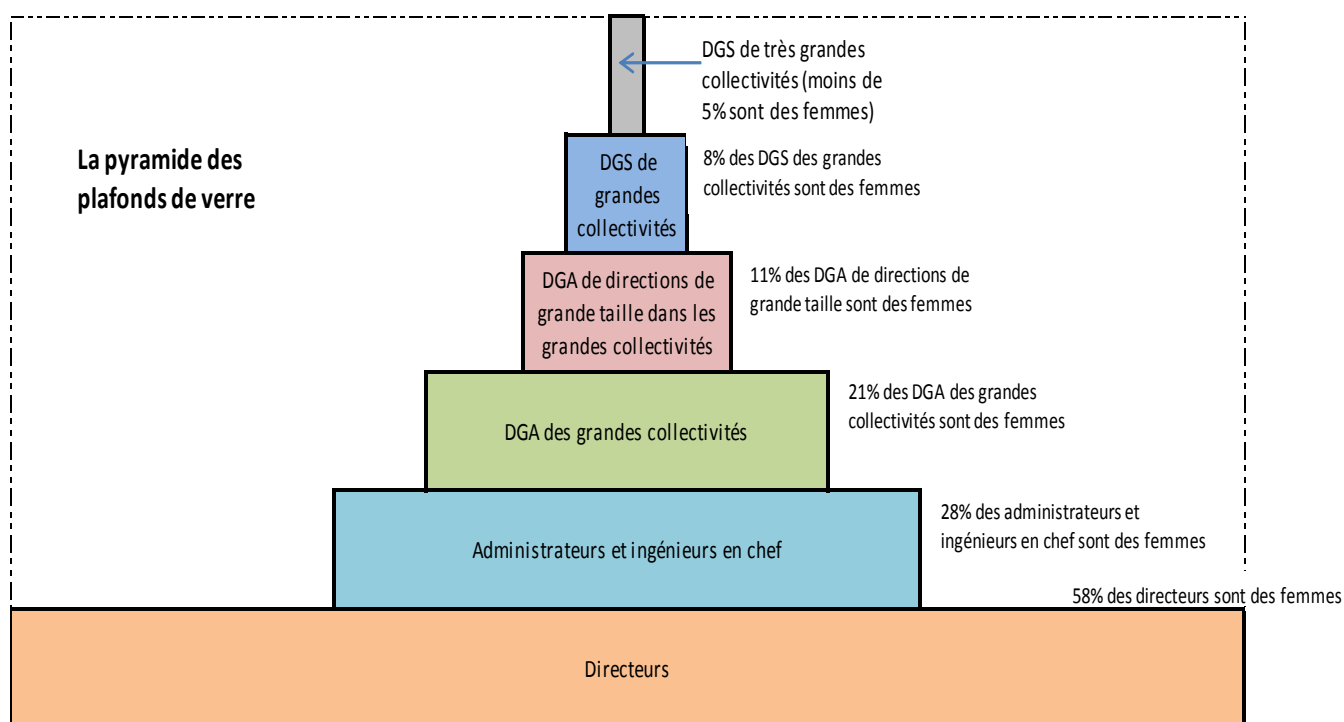 La pyramide des
plafonds de verre
DGS de très grandes
collectivités (moins de
5% sont des femmes)
DGS de
grandes
collectivités
8% des DGS des grandes
collectivités sont des femmes
DGA de directions de
grande taille dans les
grandes collectivités
11% des DGA de directions de
grande taille sont des femmes
DGA des grandes collectivités
21% des DGA des grandes
collectivités sont des femmes
Administrateurs et ingénieurs en chef
28% des administrateurs et
ingénieurs en chef sont des femmes
58% des directeurs sont des femmes
Directeurs